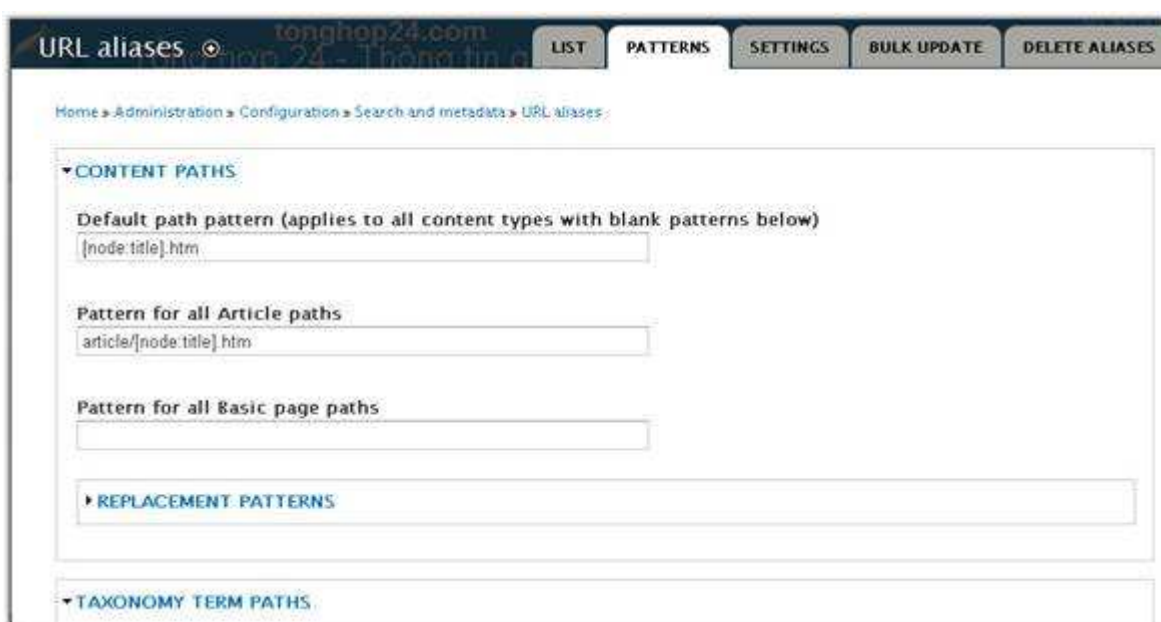 tonghop24.com
URL aliases
LIST PATTERNS SETTINGS BULK UPDATE DELETE ALIASES
Home » Administration » Configuration » Search and metadata » URL aliases
CONTENT PATHS
Default path pattern (applies to all content types with blank patterns below)
[node:title].htm
Pattern for all Article paths
article/[node:title].htm
Pattern for all Basic page paths
REPLACEMENT PATTERNS
TAXONOMY TERM PATHS